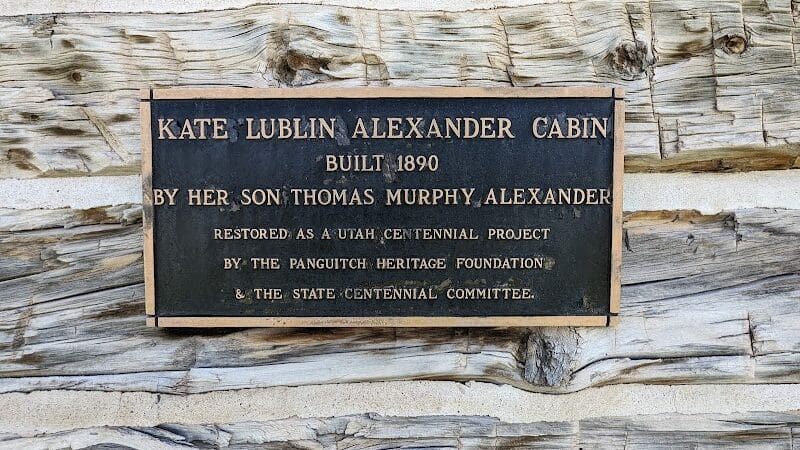 KATE LUBLIN ALEXANDER CABIN
BUILT 1890
BY HER SON THOMAS MURPHY ALEXANDER
RESTORED AS A UTAH CENTENNIAL PROJECT
BY THE PANGUITCH HERITAGE FOUNDATION
& THE STATE CENTENNIAL COMMITTEE.